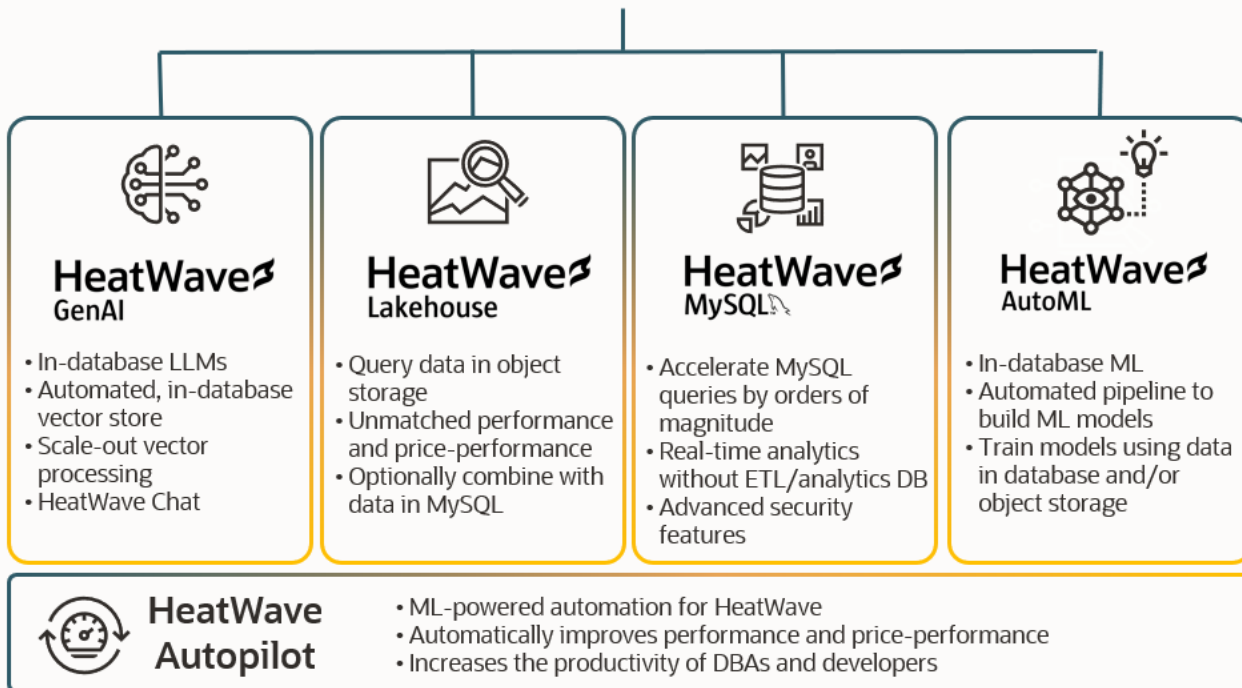 HeatWave
GenAI
• In-database LLMs
• Automated, in-database
vector store
• Scale-out vector
processing
• HeatWave Chat
HeatWave
Lakehouse
• Query data in object
storage
• Unmatched performance
and price-performance
• Optionally combine with
data in MySQL
HeatWave
MySQL
• Accelerate MySQL
queries by orders of
magnitude
• Real-time analytics
without ETL/analytics DB
• Advanced security
features
HeatWave
AutoML
• In-database ML
• Automated pipeline to
build ML models
• Train models using data
in database and/or
object storage
HeatWave
Autopilot
• ML-powered automation for HeatWave
• Automatically improves performance and price-performance
• Increases the productivity of DBAs and developers